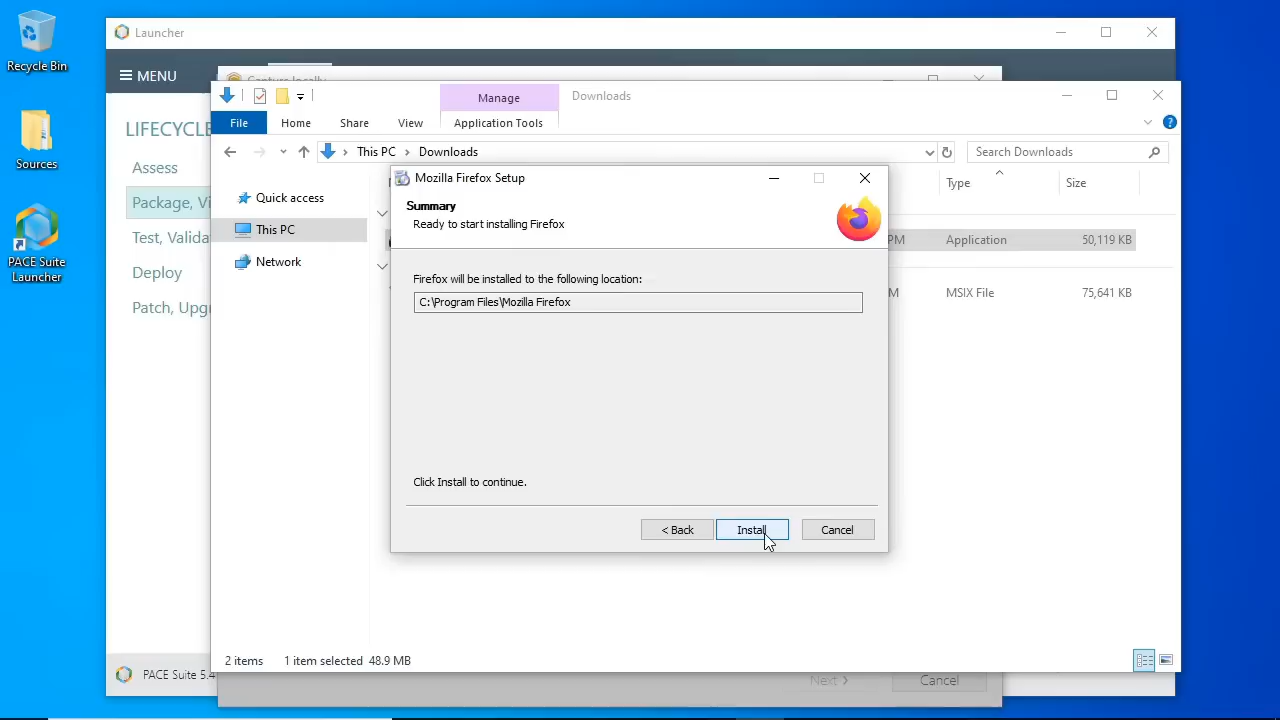 Recycle Bin
Sources
PACE Suite
Launcher
Launcher
MENU
LIFECYCLE
Assess
Package, Vi
Test, Valida
Deploy
Patch, Upg
PACE Suite 5.4
Capture locally
Manage
Downloads
File
Home
Share
View
Application Tools
This PC
Downloads
Search Downloads
Quick access
This PC
Network
Type
Size
PM
Application
50,119 KB
M
MSIX File
75,641 KB
Mozilla Firefox Setup
Summary
Ready to start installing Firefox
Firefox will be installed to the following location:
C:\Program Files\Mozilla Firefox
Click Install to continue.
< Back
Install
Cancel
2 items
1 item selected
48.9 MB
Next >
Cancel